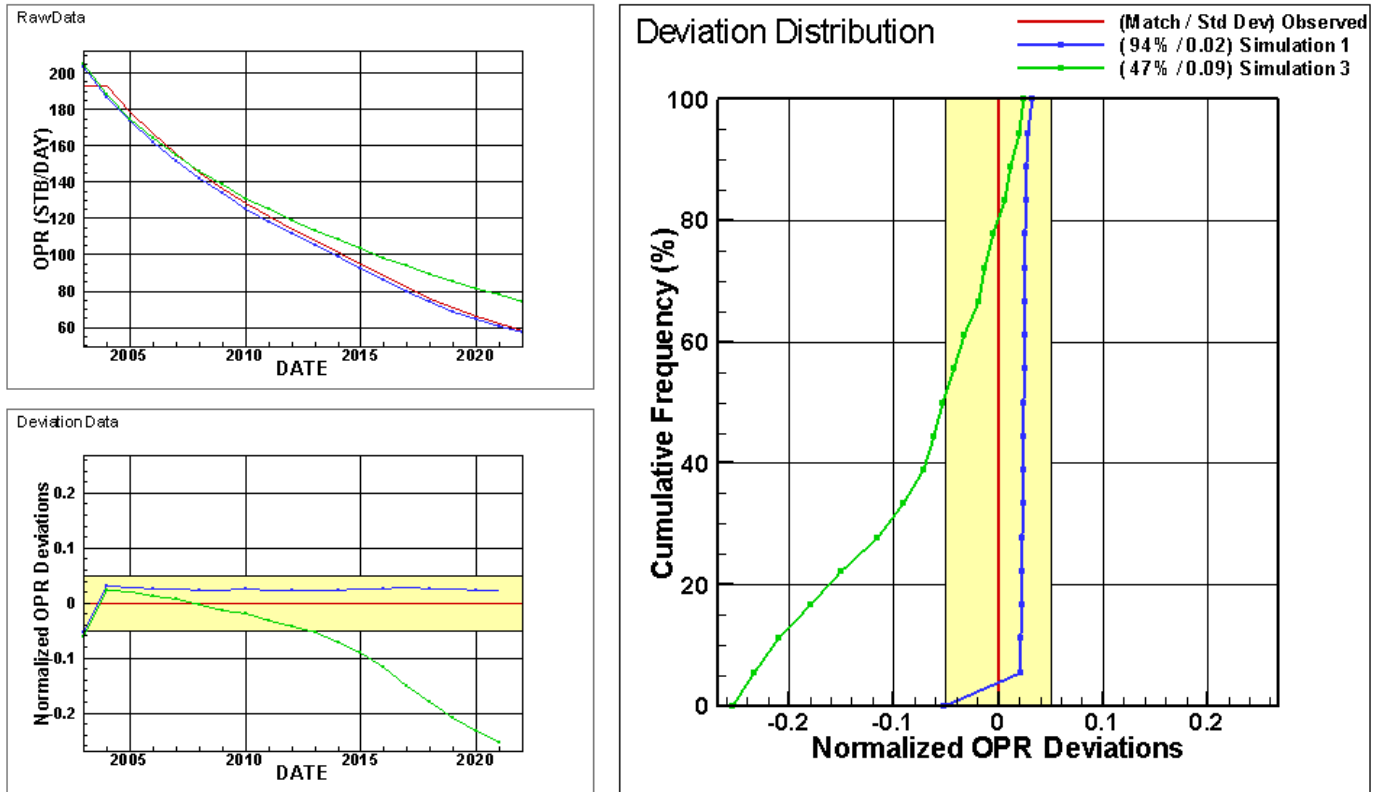 RawData
200
180
160
140
120
100
80
60
OPR (STB/DAY)
2005 2010 2015 2020
DATE
Deviation Data
0.2
0.1
0
-0.1
-0.2
Normalized OPR Deviations
2005 2010 2015 2020
DATE
Deviation Distribution
(Match / Std Dev) Observed
(94% / 0.02) Simulation 1
(47% / 0.09) Simulation 3
100
80
60
40
20
0
Cumulative Frequency (%)
-0.2 -0.1 0 0.1 0.2
Normalized OPR Deviations